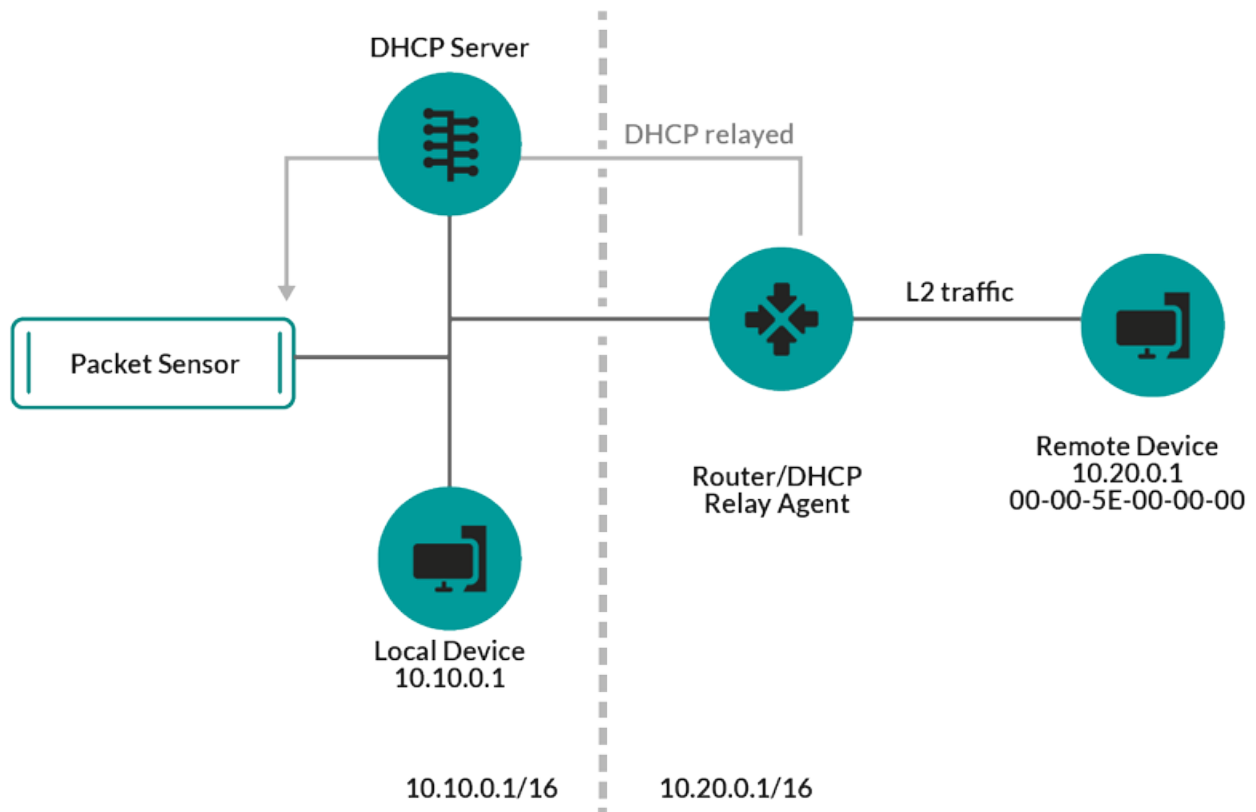 DHCP Server
DHCP relayed
L2 traffic
Packet Sensor
Router/DHCP
Relay Agent
Remote Device
10.20.0.1
00-00-5E-00-00-00
Local Device
10.10.0.1
10.10.0.1/16
10.20.0.1/16